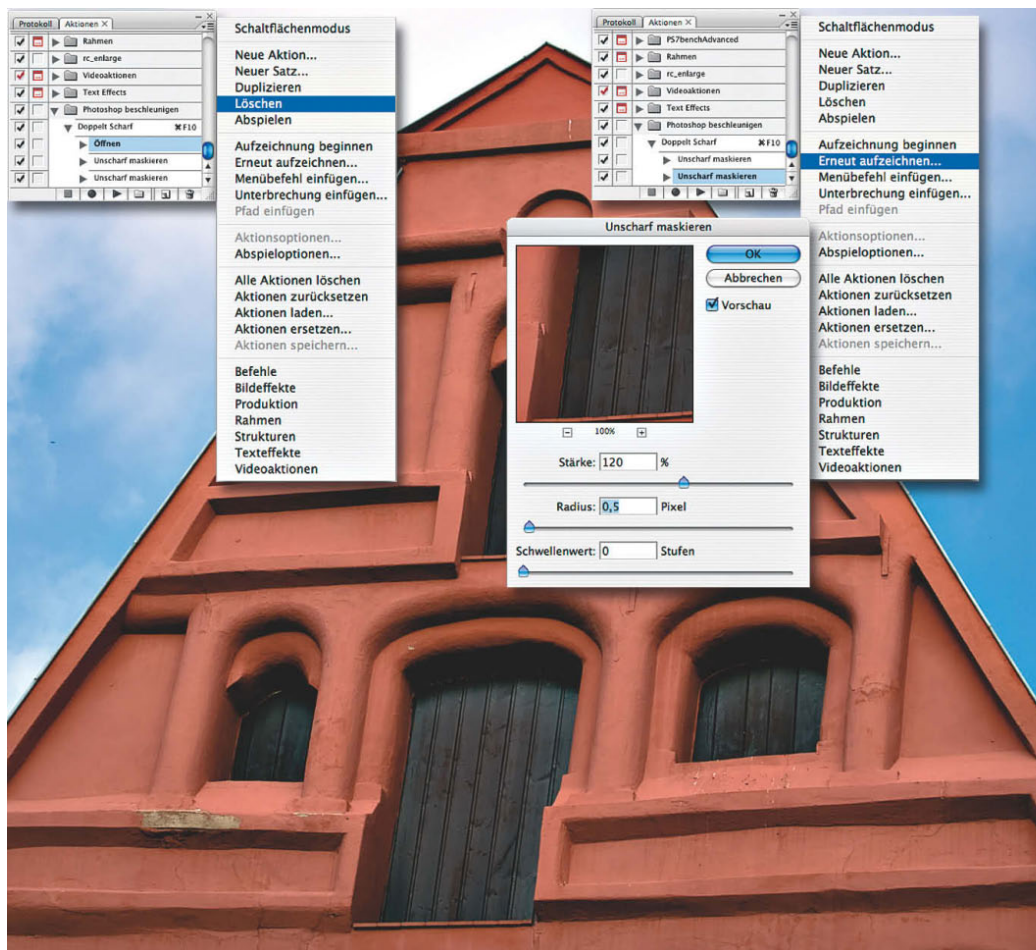 Protokoll Aktionen ×
Rahmen
rc_enlarge
Videoaktionen
Text Effects
Photoshop beschleunigen
Doppelt Scharf ⌘F10
Öffnen
Unscharf maskieren
Unscharf maskieren
Schaltflächenmodus
Neue Aktion...
Neuer Satz...
Duplizieren
Löschen
Abspielen
Aufzeichnung beginnen
Erneut aufzeichnen...
Menübefehl einfügen...
Unterbrechung einfügen...
Pfad einfügen
Aktionsoptionen...
Abspieloptionen...
Alle Aktionen löschen
Aktionen zurücksetzen
Aktionen laden...
Aktionen ersetzen...
Aktionen speichern...
Befehle
Bildeffekte
Produktion
Rahmen
Strukturen
Texteffekte
Videoaktionen
Protokoll Aktionen ×
PS7benchAdvanced
Rahmen
rc_enlarge
Videoaktionen
Text Effects
Photoshop beschleunigen
Doppelt Scharf ⌘F10
Unscharf maskieren
Unscharf maskieren
Schaltflächenmodus
Neue Aktion...
Neuer Satz...
Duplizieren
Löschen
Abspielen
Aufzeichnung beginnen
Erneut aufzeichnen...
Menübefehl einfügen...
Unterbrechung einfügen...
Pfad einfügen
Aktionsoptionen...
Abspieloptionen...
Alle Aktionen löschen
Aktionen zurücksetzen
Aktionen laden...
Aktionen ersetzen...
Aktionen speichern...
Befehle
Bildeffekte
Produktion
Rahmen
Strukturen
Texteffekte
Videoaktionen
Unscharf maskieren
OK
Abbrechen
Vorschau
100%
Stärke: 120 %
Radius: 0,5 Pixel
Schwellenwert: 0 Stufen